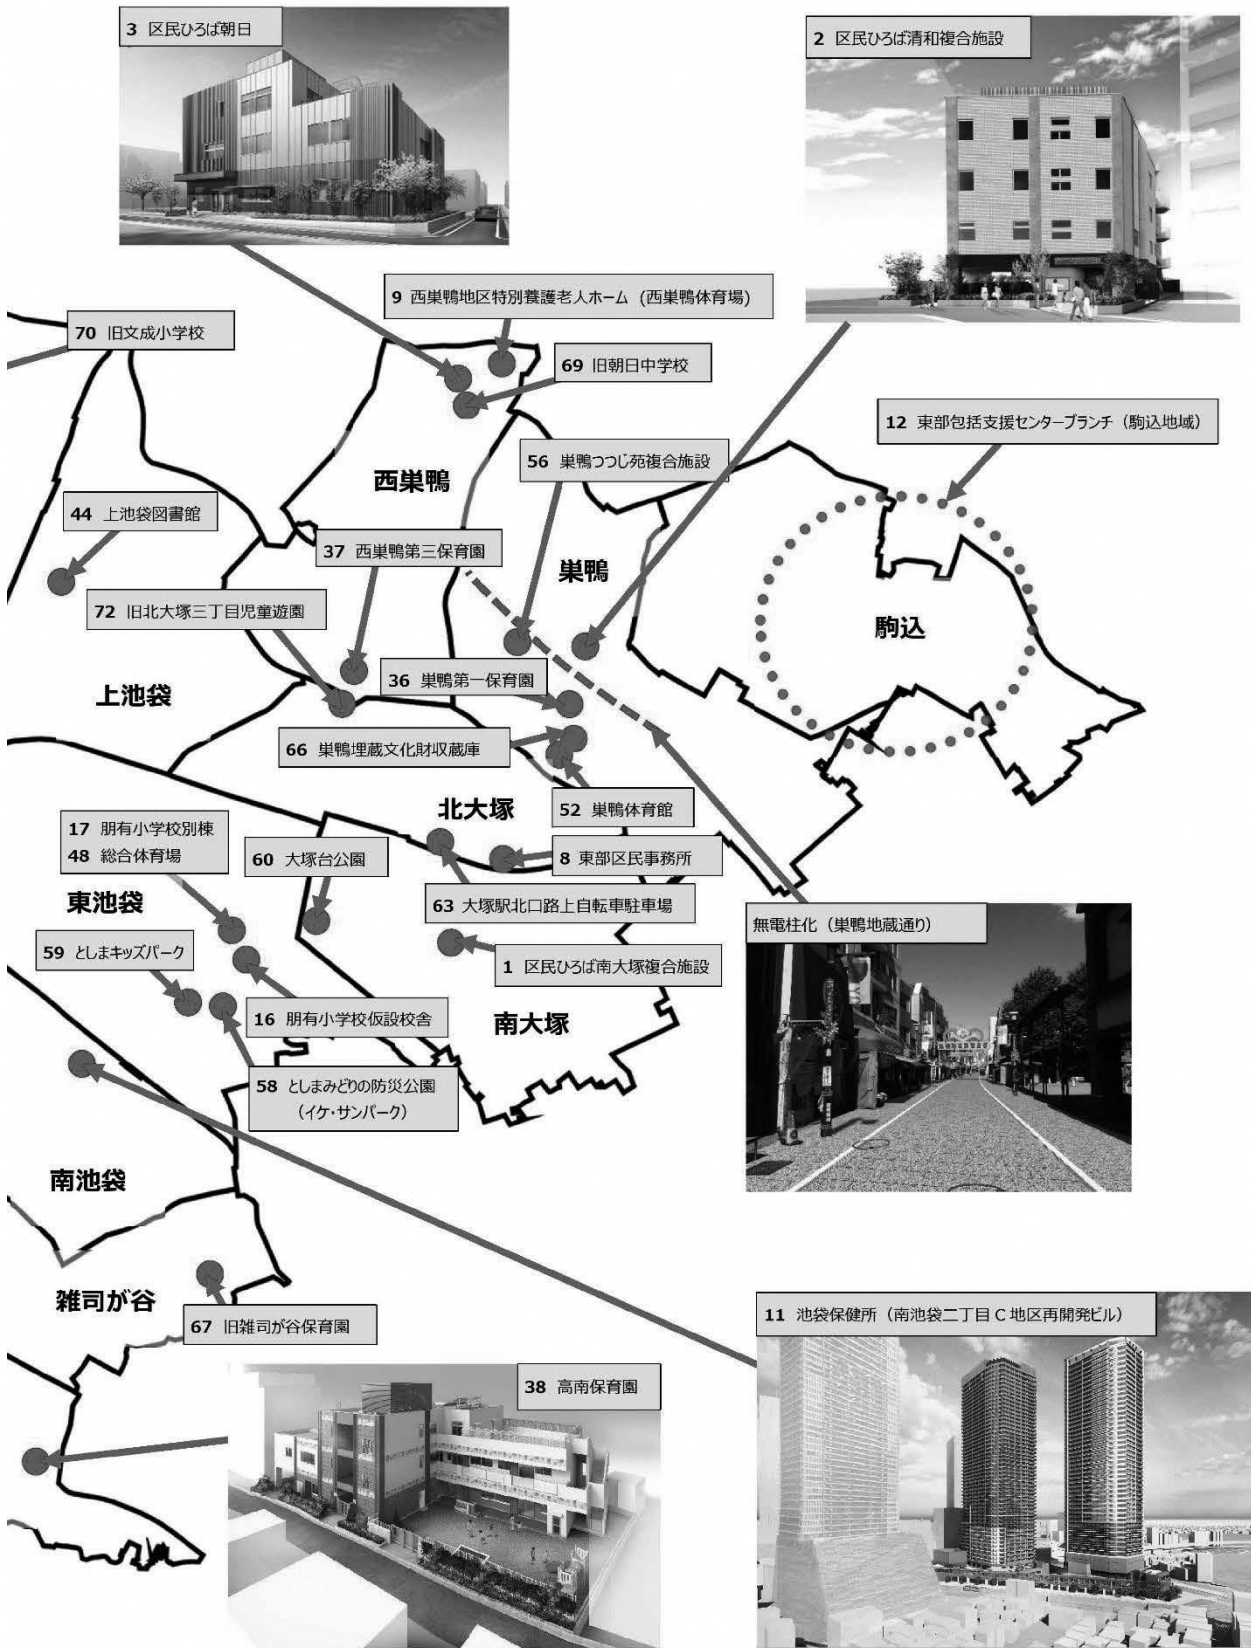 3 区民ひろば朝日
2 区民ひろば清和複合施設
9 西巣鴨地区特別養護老人ホーム (西巣鴨体育場)
70 旧文成小学校
69 旧朝日中学校
12 東部包括支援センターブランチ（駒込地域）
56 巣鴨つつじ苑複合施設
西巣鴨
44 上池袋図書館
37 西巣鴨第三保育園
巣鴨
72 旧北大塚三丁目児童遊園
駒込
上池袋
36 巣鴨第一保育園
66 巣鴨埋蔵文化財収蔵庫
北大塚
52 巣鴨体育館
17 朋有小学校別棟
48 総合体育場
60 大塚台公園
8 東部区民事務所
東池袋
63 大塚駅北口路上自転車駐車場
無電柱化（巣鴨地蔵通り）
59 としまキッズパーク
1 区民ひろば南大塚複合施設
16 朋有小学校仮設校舎
南大塚
58 としまみどりの防災公園
（イケ・サンパーク）
南池袋
雑司が谷
67 旧雑司が谷保育園
11 池袋保健所（南池袋二丁目 C 地区再開発ビル）
38 高南保育園